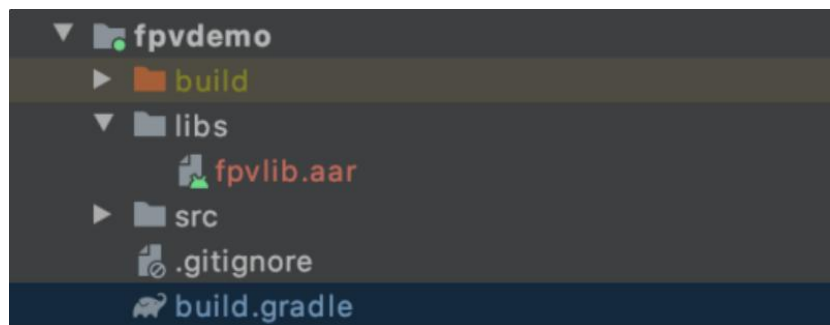 fpvdemo
build
libs
fpvlib.aar
src
.gitignore
build.gradle